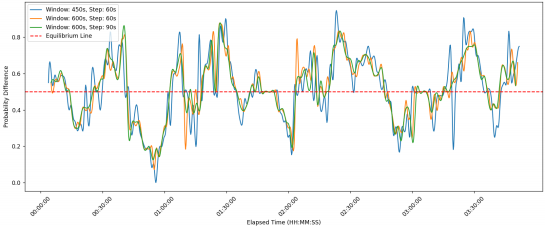 Window: 450s, Step: 60s
Window: 600s, Step: 60s
Window: 600s, Step: 90s
Equilibrium Line
Probability Difference
0.8
0.6
0.4
0.2
0.0
00:00:00
00:30:00
01:00:00
01:30:00
02:00:00
02:30:00
03:00:00
03:30:00
Elapsed Time (HH:MM:SS)